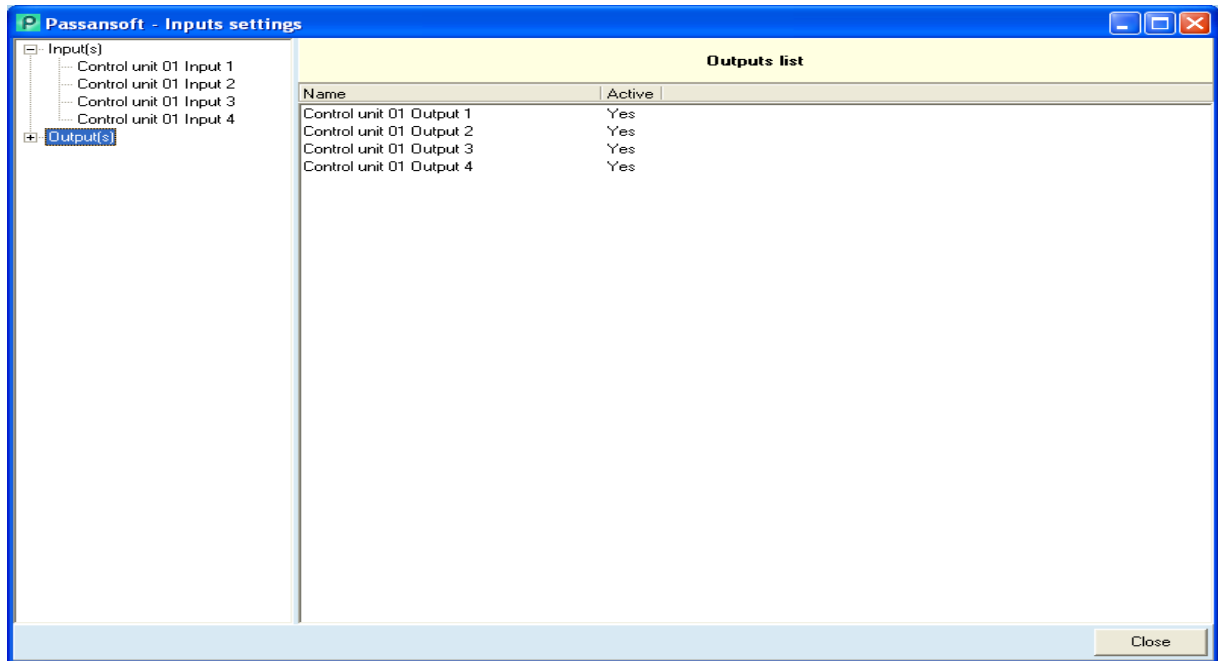 Passansoft - Inputs settings
Input(s)
Control unit 01 Input 1
Control unit 01 Input 2
Control unit 01 Input 3
Control unit 01 Input 4
Output(s)
Outputs list
Name Active
Control unit 01 Output 1 Yes
Control unit 01 Output 2 Yes
Control unit 01 Output 3 Yes
Control unit 01 Output 4 Yes
Close